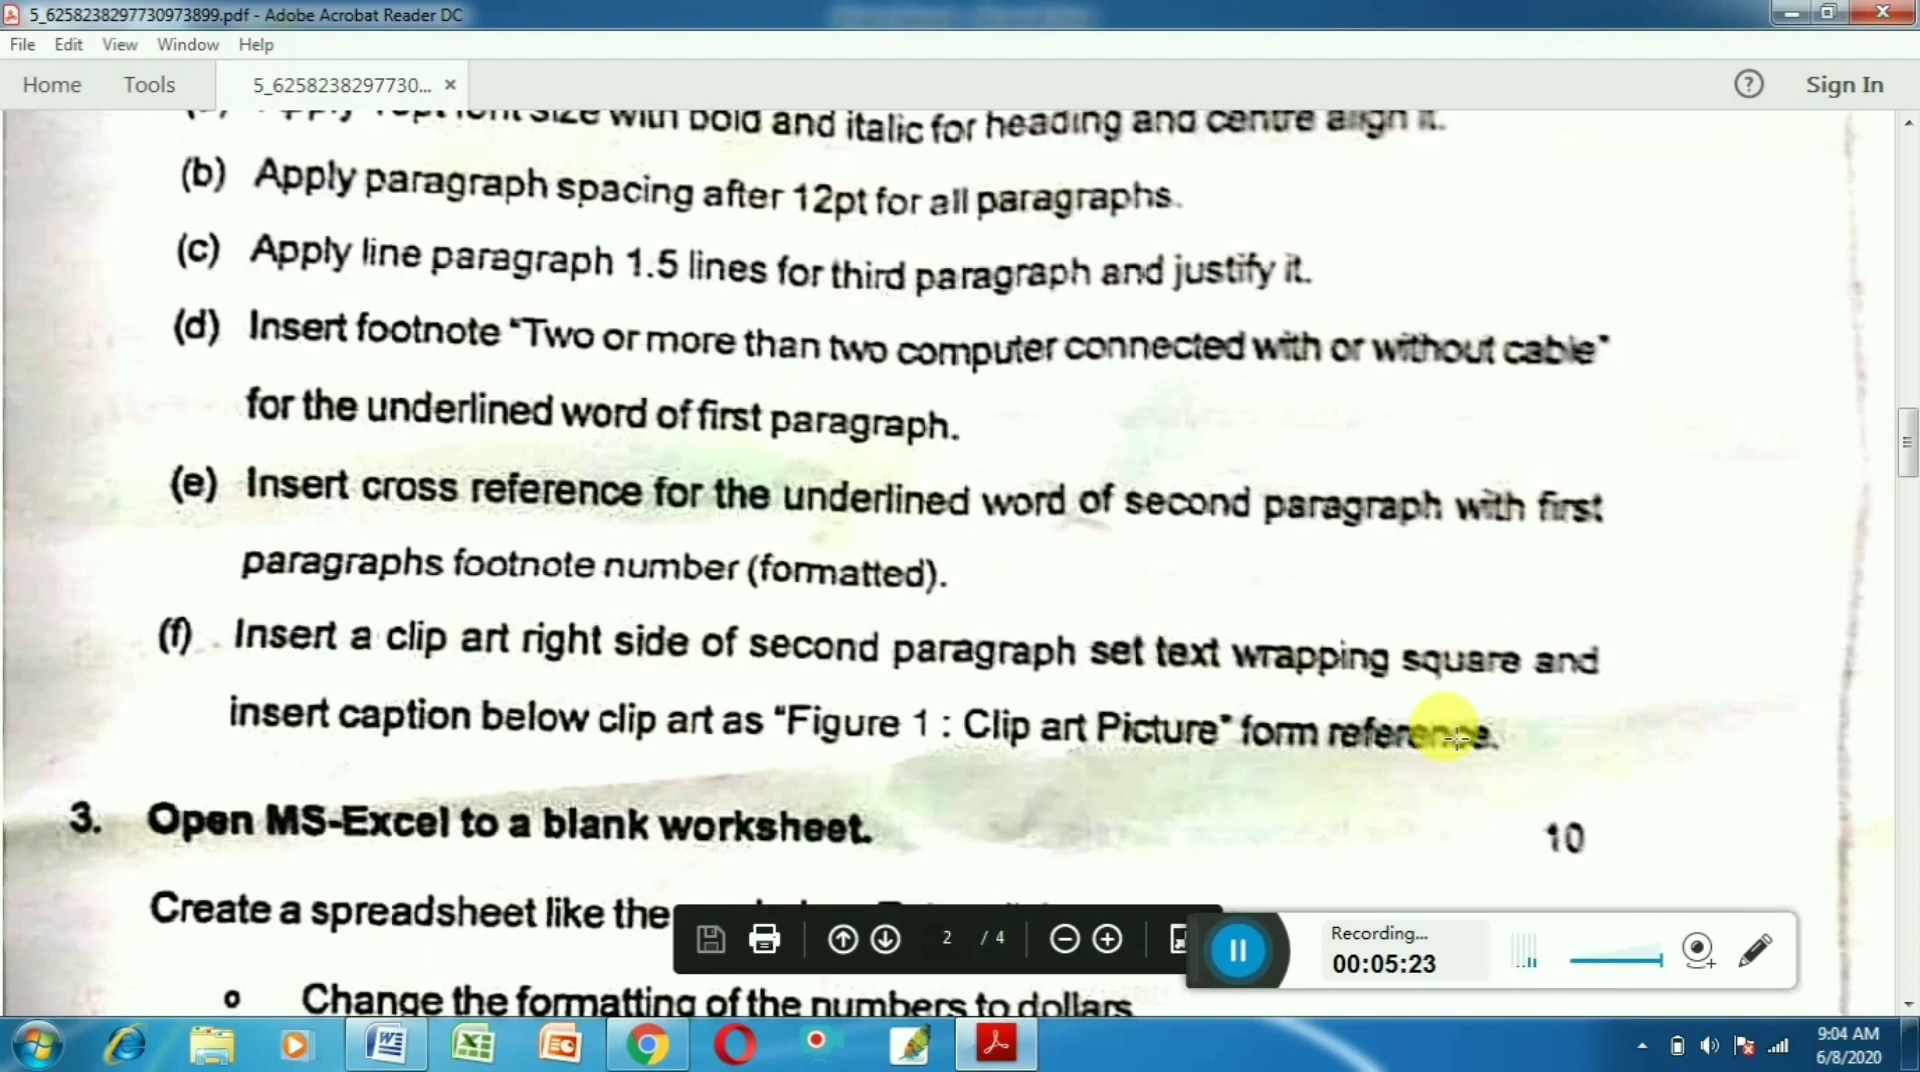 5_6258238297730973899.pdf - Adobe Acrobat Reader DC
File Edit View Window Help
Home Tools 5_6258238297730... × ? Sign In
font size with bold and italic for heading and centre align it.
(b) Apply paragraph spacing after 12pt for all paragraphs.
(c) Apply line paragraph 1.5 lines for third paragraph and justify it.
(d) Insert footnote "Two or more than two computer connected with or without cable"
for the underlined word of first paragraph.
(e) Insert cross reference for the underlined word of second paragraph with first
paragraphs footnote number (formatted).
(f) Insert a clip art right side of second paragraph set text wrapping square and
insert caption below clip art as "Figure 1 : Clip art Picture" form reference.
3. Open MS-Excel to a blank worksheet. 10
Create a spreadsheet like the
2 / 4
Recording...
00:05:23
o Change the formatting of the numbers to dollars
9:04 AM
6/8/2020